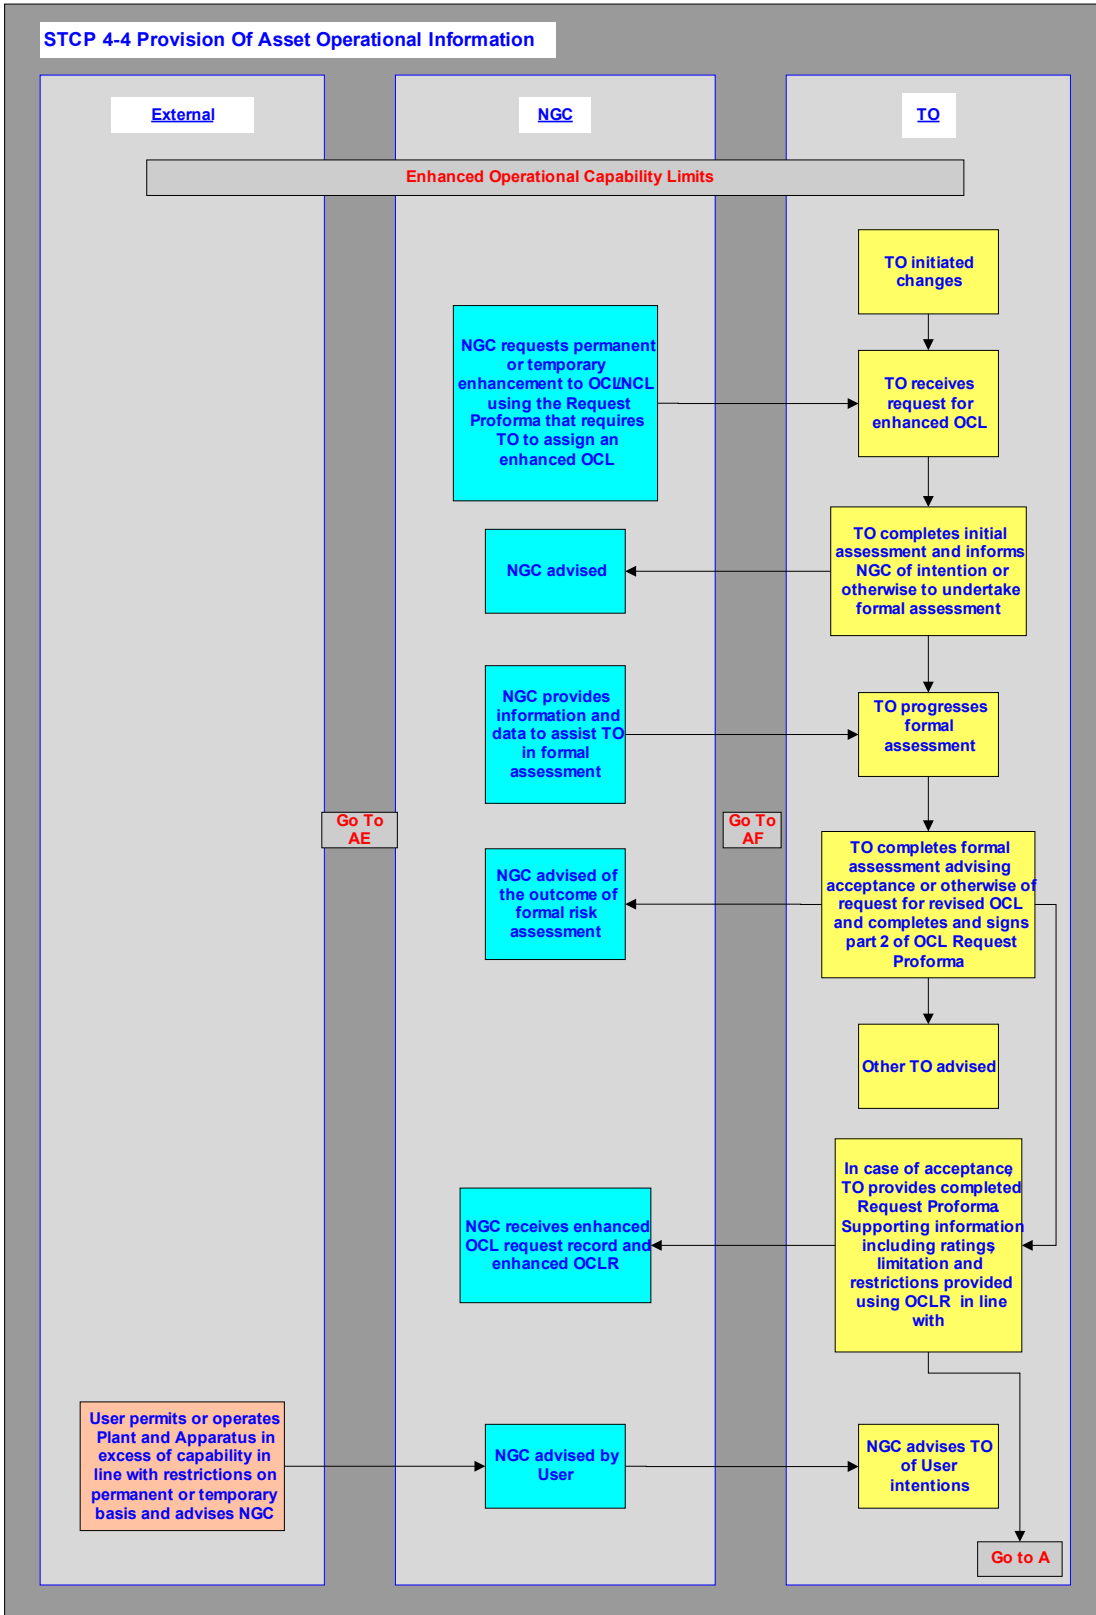 STCP 4-4 Provision Of Asset Operational Information
External
NGC
TO
Enhanced Operational Capability Limits
TO initiated
changes
NGC requests permanent
or temporary
enhancement to OCL/NCL
using the Request
Proforma that requires
TO to assign an
enhanced OCL
TO receives
request for
enhanced OCL
TO completes initial
assessment and informs
NGC of intention or
otherwise to undertake
formal assessment
NGC advised
NGC provides
information and
data to assist TO
in formal
assessment
TO progresses
formal
assessment
Go To
AE
Go To
AF
TO completes formal
assessment advising
acceptance or otherwise of
request for revised OCL
and completes and signs
part 2 of OCL Request
Proforma
NGC advised of
the outcome of
formal risk
assessment
Other TO advised
In case of acceptance,
TO provides completed
Request Proforma.
Supporting information
including ratings,
limitation and
restrictions provided
using OCLR in line
with
NGC receives enhanced
OCL request record and
enhanced OCLR
User permits or operates
Plant and Apparatus in
excess of capability in
line with restrictions on
permanent or temporary
basis and advises NGC
NGC advised by
User
NGC advises TO
of User
intentions
Go to A